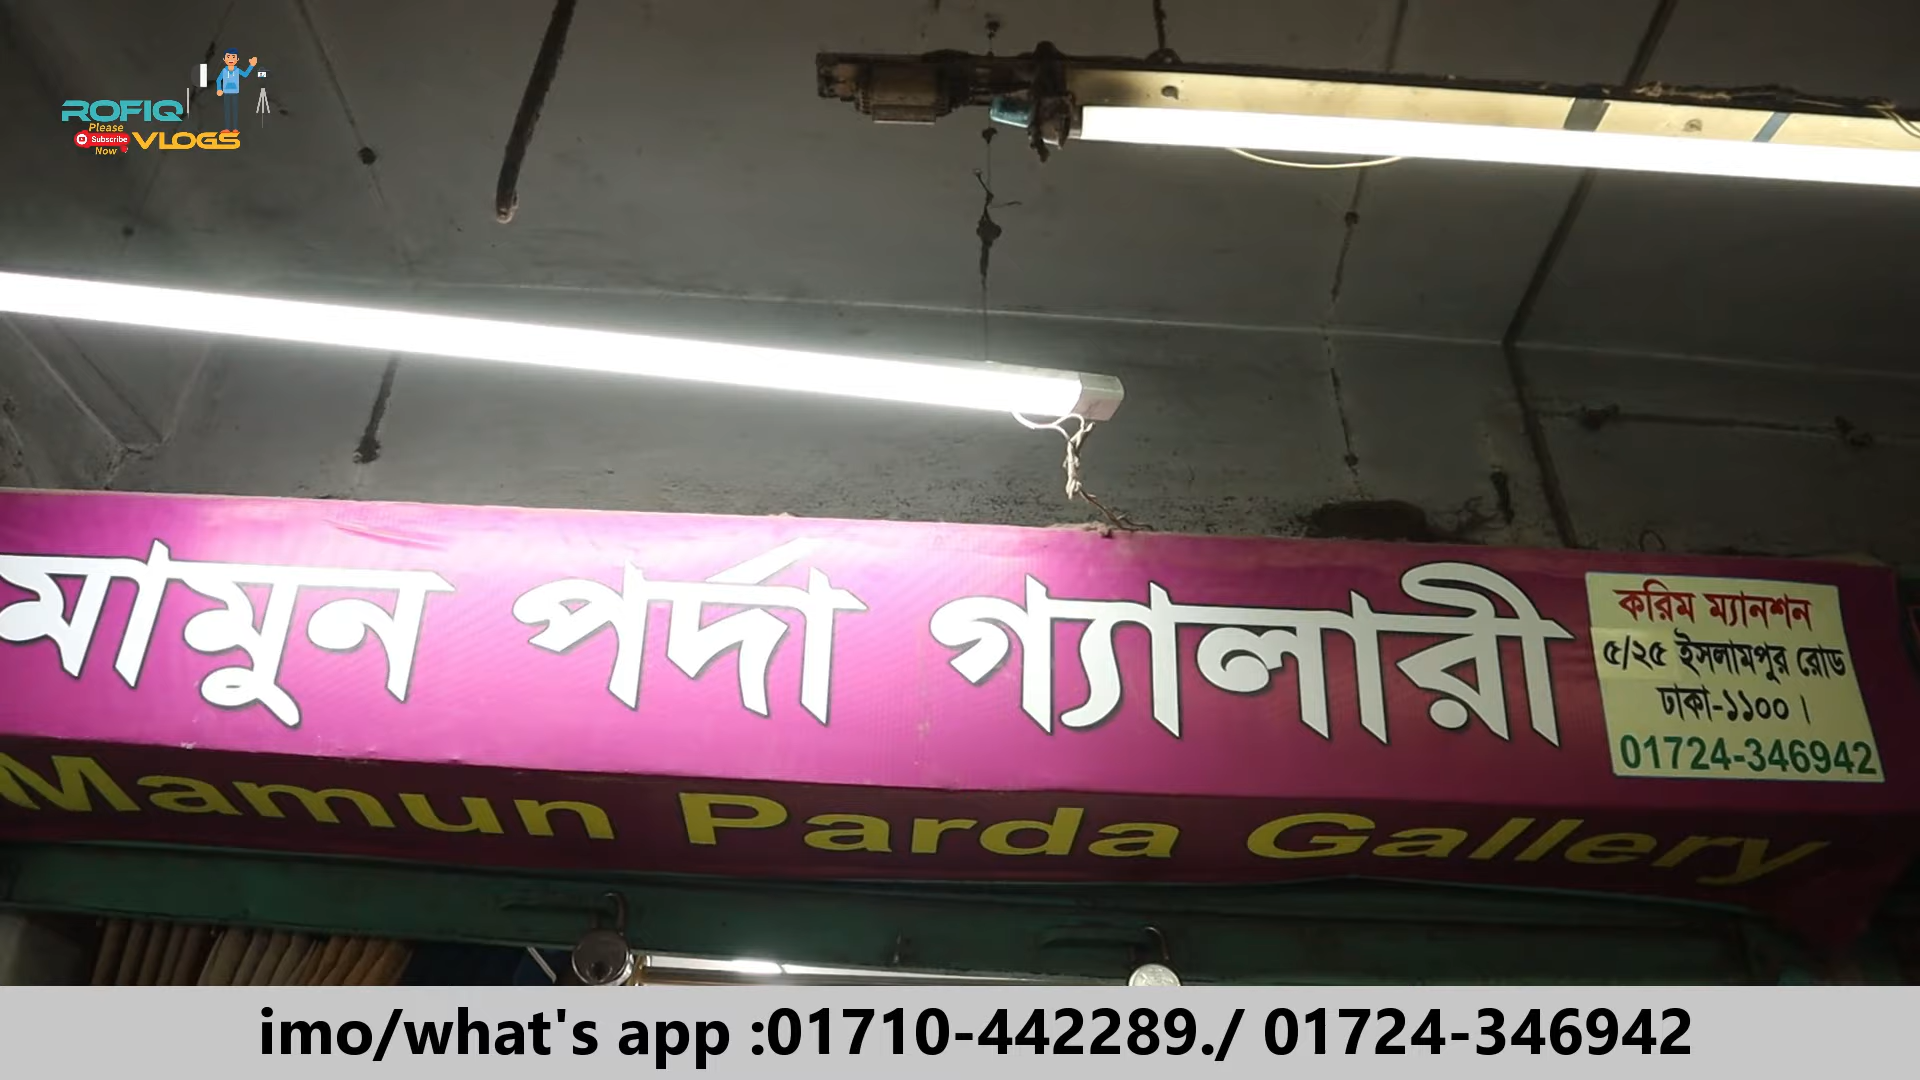 ROFIQ
Please
Subscribe
Now
VLOGS
মামুন পর্দা গ্যালারী
করিম ম্যানশন
৫/২৫ ইসলামপুর রোড
ঢাকা-১১০০।
01724-346942
Mamun Parda Gallery
imo/what's app :01710-442289./ 01724-346942